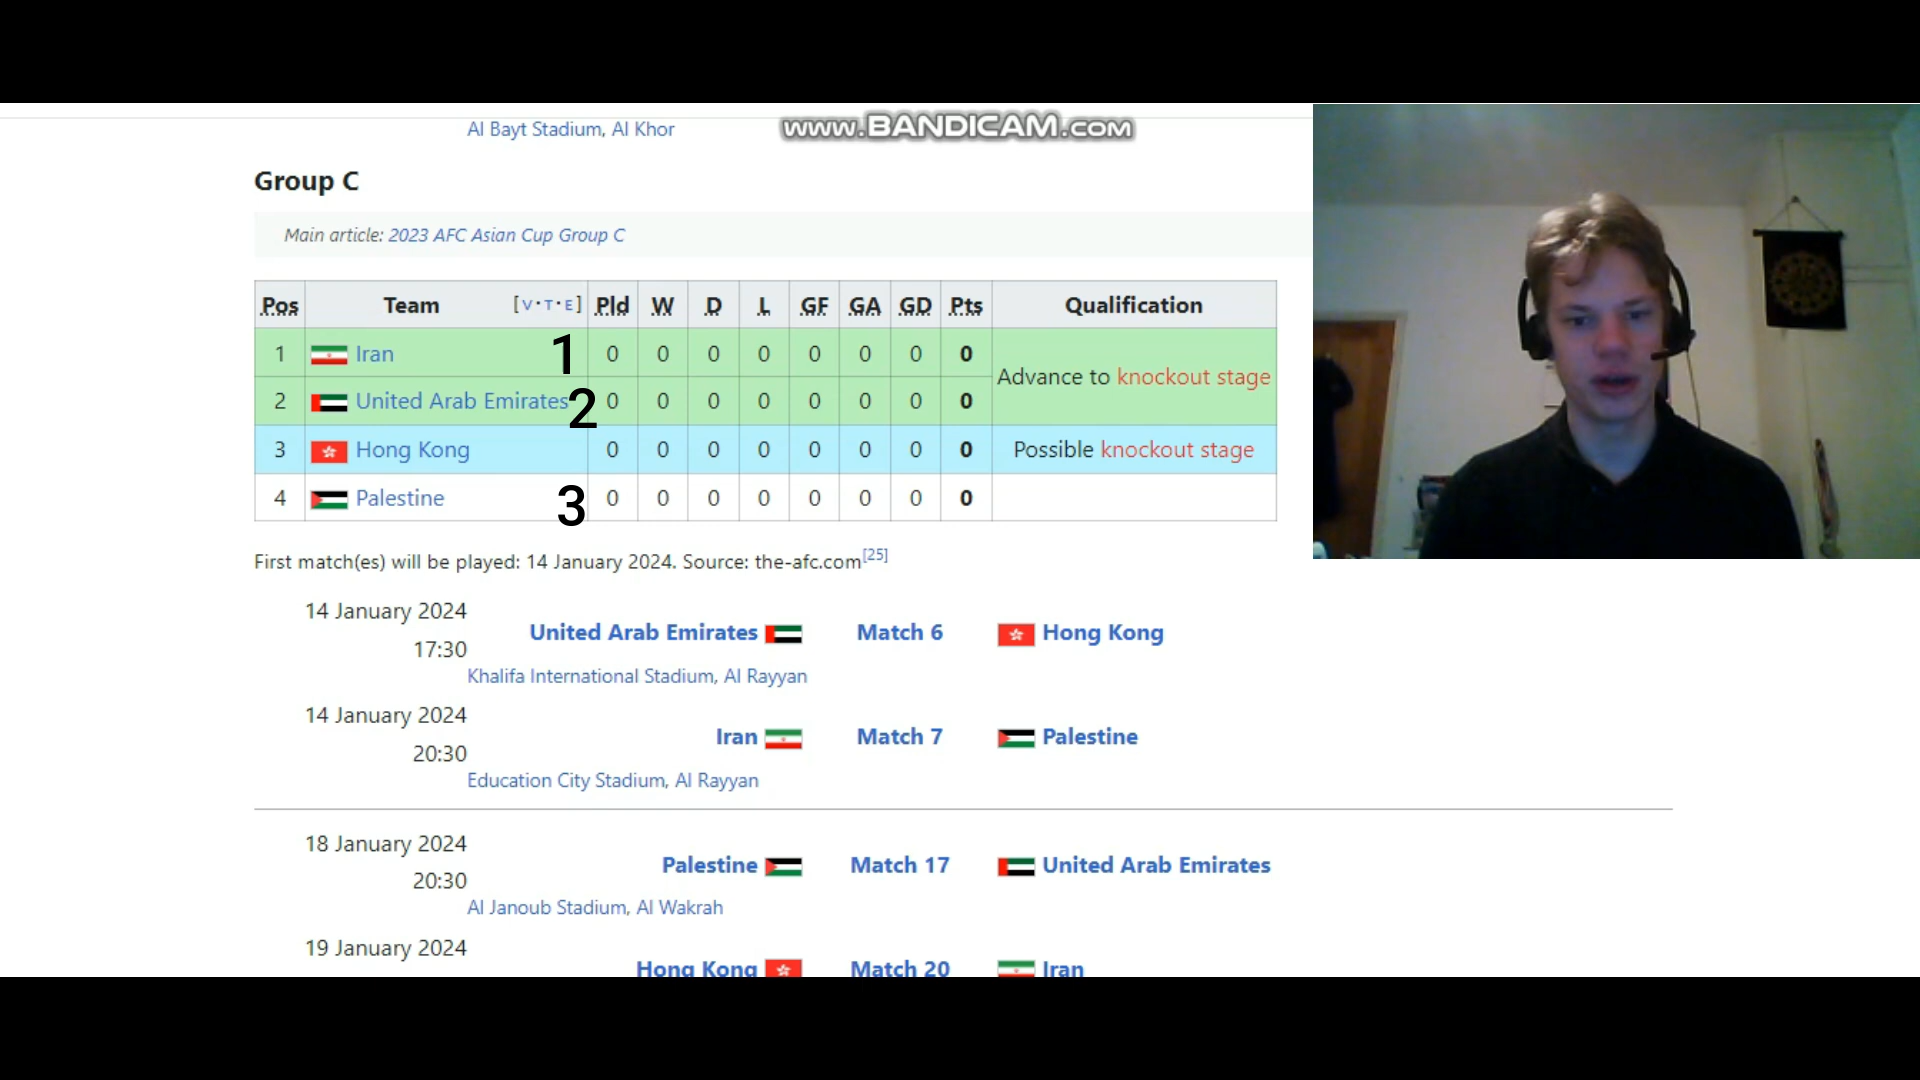 Al Bayt Stadium, Al Khor
www.BANDICAM.com
Group C
Main article: 2023 AFC Asian Cup Group C
Pos Team [V·T·E] Pld W D L GF GA GD Pts Qualification
1 Iran 1 0 0 0 0 0 0 0 0 Advance to knockout stage
2 United Arab Emirates 2 0 0 0 0 0 0 0 0
3 Hong Kong 0 0 0 0 0 0 0 0 Possible knockout stage
4 Palestine 3 0 0 0 0 0 0 0 0
First match(es) will be played: 14 January 2024. Source: the-afc.com[25]
14 January 2024
17:30
United Arab Emirates Match 6 Hong Kong
Khalifa International Stadium, Al Rayyan
14 January 2024
20:30
Iran Match 7 Palestine
Education City Stadium, Al Rayyan
18 January 2024
20:30
Palestine Match 17 United Arab Emirates
Al Janoub Stadium, Al Wakrah
19 January 2024
Hong Kong Match 20 Iran